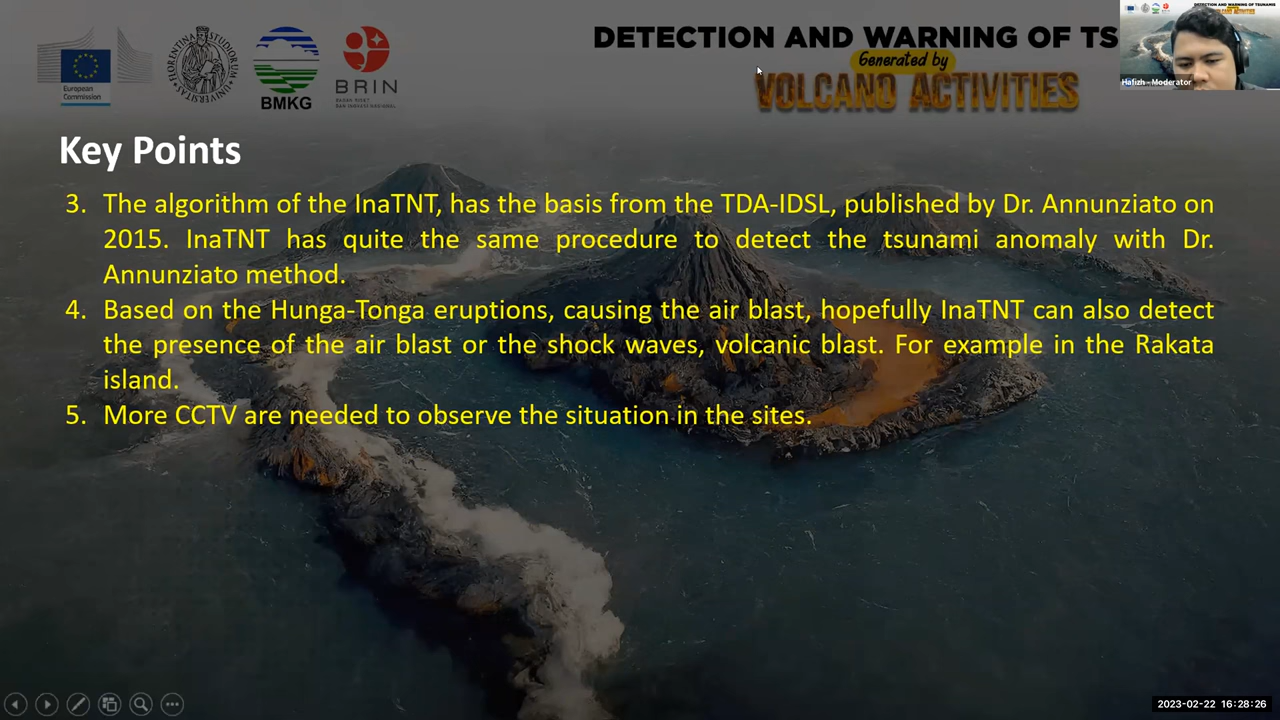 European
Commission
BMKG
BRIN
BADAN RISET
DAN INOVASI NASIONAL
DETECTION AND WARNING OF TS
Generated by
VOLCANO ACTIVITIES
Hafizh - Moderator
Key Points
3. The algorithm of the InaTNT, has the basis from the TDA-IDSL, published by Dr. Annunziato on
2015. InaTNT has quite the same procedure to detect the tsunami anomaly with Dr.
Annunziato method.
4. Based on the Hunga-Tonga eruptions, causing the air blast, hopefully InaTNT can also detect
the presence of the air blast or the shock waves, volcanic blast. For example in the Rakata
island.
5. More CCTV are needed to observe the situation in the sites.
2023-02-22 16:28:26